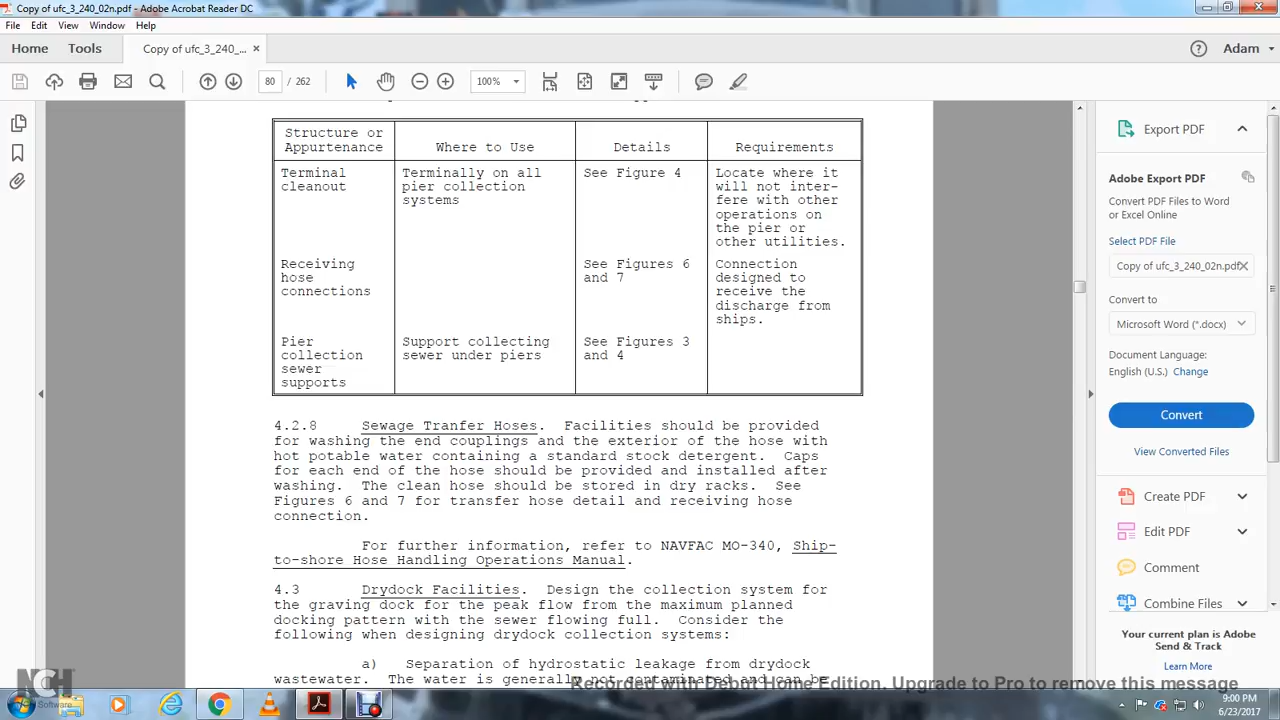 Copy of ufc_3_240_02n.pdf - Adobe Acrobat Reader DC
File Edit View Window Help
Home Tools Copy of ufc_3_240_... × Adam
80 / 262 100%
Structure or Appurtenance
Where to Use
Details
Requirements
Terminal
cleanout
Terminally on all
pier collection
systems
See Figure 4
Locate where it
will not inter-
fere with other
operations on
the pier or
other utilities.
Receiving
hose
connections
See Figures 6
and 7
Connection
designed to
receive the
discharge from
ships.
Pier
collection
sewer
supports
Support collecting
sewer under piers
See Figures 3
and 4
4.2.8 Sewage Tranfer Hoses. Facilities should be provided
for washing the end couplings and the exterior of the hose with
hot potable water containing a standard stock detergent. Caps
for each end of the hose should be provided and installed after
washing. The clean hose should be stored in dry racks. See
Figures 6 and 7 for transfer hose detail and receiving hose
connection.
For further information, refer to NAVFAC MO-340, Ship-
to-shore Hose Handling Operations Manual.
4.3 Drydock Facilities. Design the collection system for
the graving dock for the peak flow from the maximum planned
docking pattern with the sewer flowing full. Consider the
following when designing drydock collection systems:
a) Separation of hydrostatic leakage from drydock
wastewater. The water is generally not contaminated and can be
Export PDF
Adobe Export PDF
Convert PDF Files to Word
or Excel Online
Select PDF File
Copy of ufc_3_240_02n.pdf
Convert to
Microsoft Word (*.docx)
Document Language:
English (U.S.) Change
Convert
View Converted Files
Create PDF
Edit PDF
Comment
Combine Files
Your current plan is Adobe
Send & Track
Learn More
NCH Software
Recorded with Debut Home Edition. Upgrade to Pro to remove this message
9:00 PM
6/23/2017